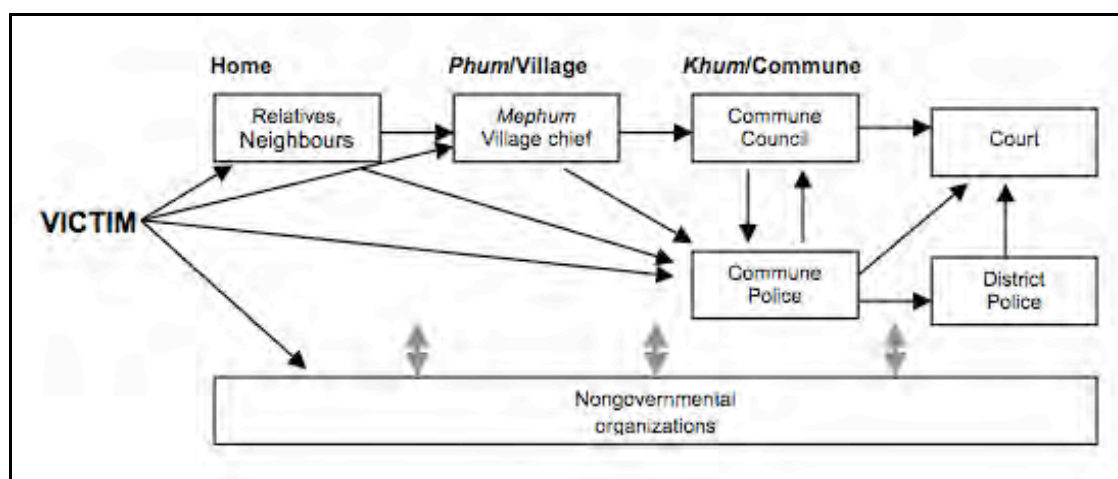 Home
Phum/Village
Khum/Commune
Relatives,
Neighbours
Mephum
Village chief
Commune
Council
Court
VICTIM
Commune
Police
District
Police
Nongovernmental
organizations